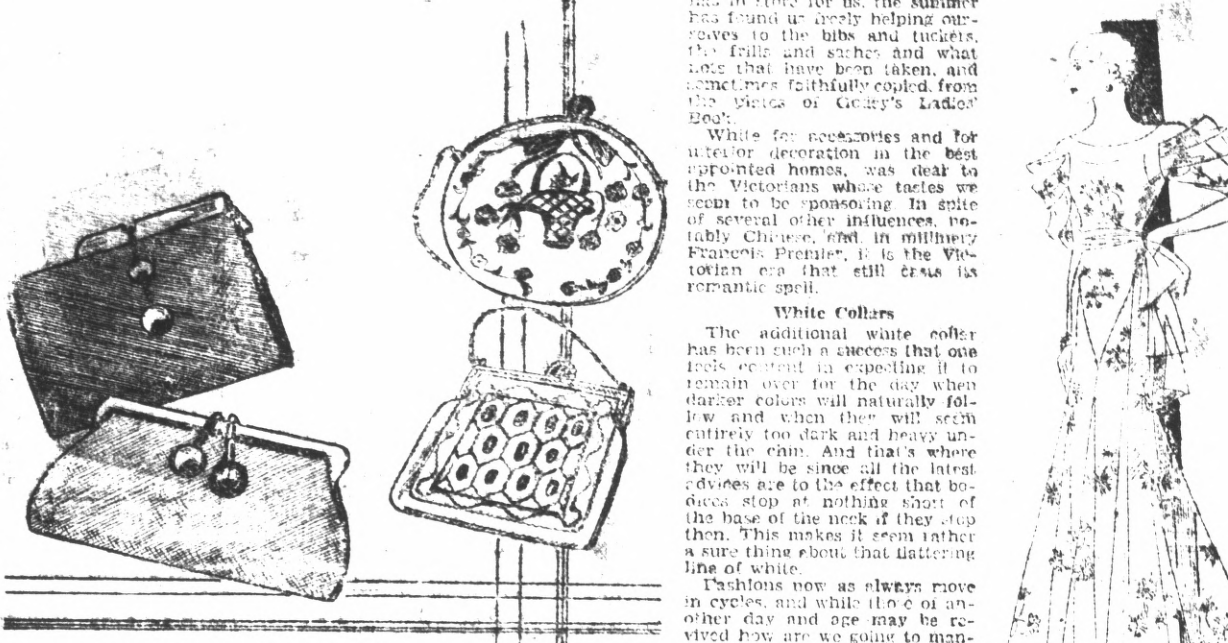 has in store for us, the summer
has found us freely helping our-
selves to the bibs and tuckers,
the frills and sashes and what
nots that have been taken, and
sometimes faithfully copied, from
the plates of Godey's Ladies'
Book.
White for accessories and for
interior decoration in the best
appointed homes, was dear to
the Victorians whose tastes we
seem to be sponsoring. In spite
of several other influences, no-
tably Chinese, and, in millinery
Francois Premier, it is the Vic-
torian era that still casts its
romantic spell.
White Collars
The additional white collar
has been such a success that one
feels content in expecting it to
remain over for the day when
darker colors will naturally fol-
low and when they will seem
entirely too dark and heavy un-
der the chin. And that's where
they will be since all the latest
advices are to the effect that bo-
dices stop at nothing short of
the base of the neck if they stop
then. This makes it seem rather
a sure thing about that flattering
line of white.
Fashions now as always move
in cycles, and while those of an-
other day and age may be re-
vived how are we going to man-